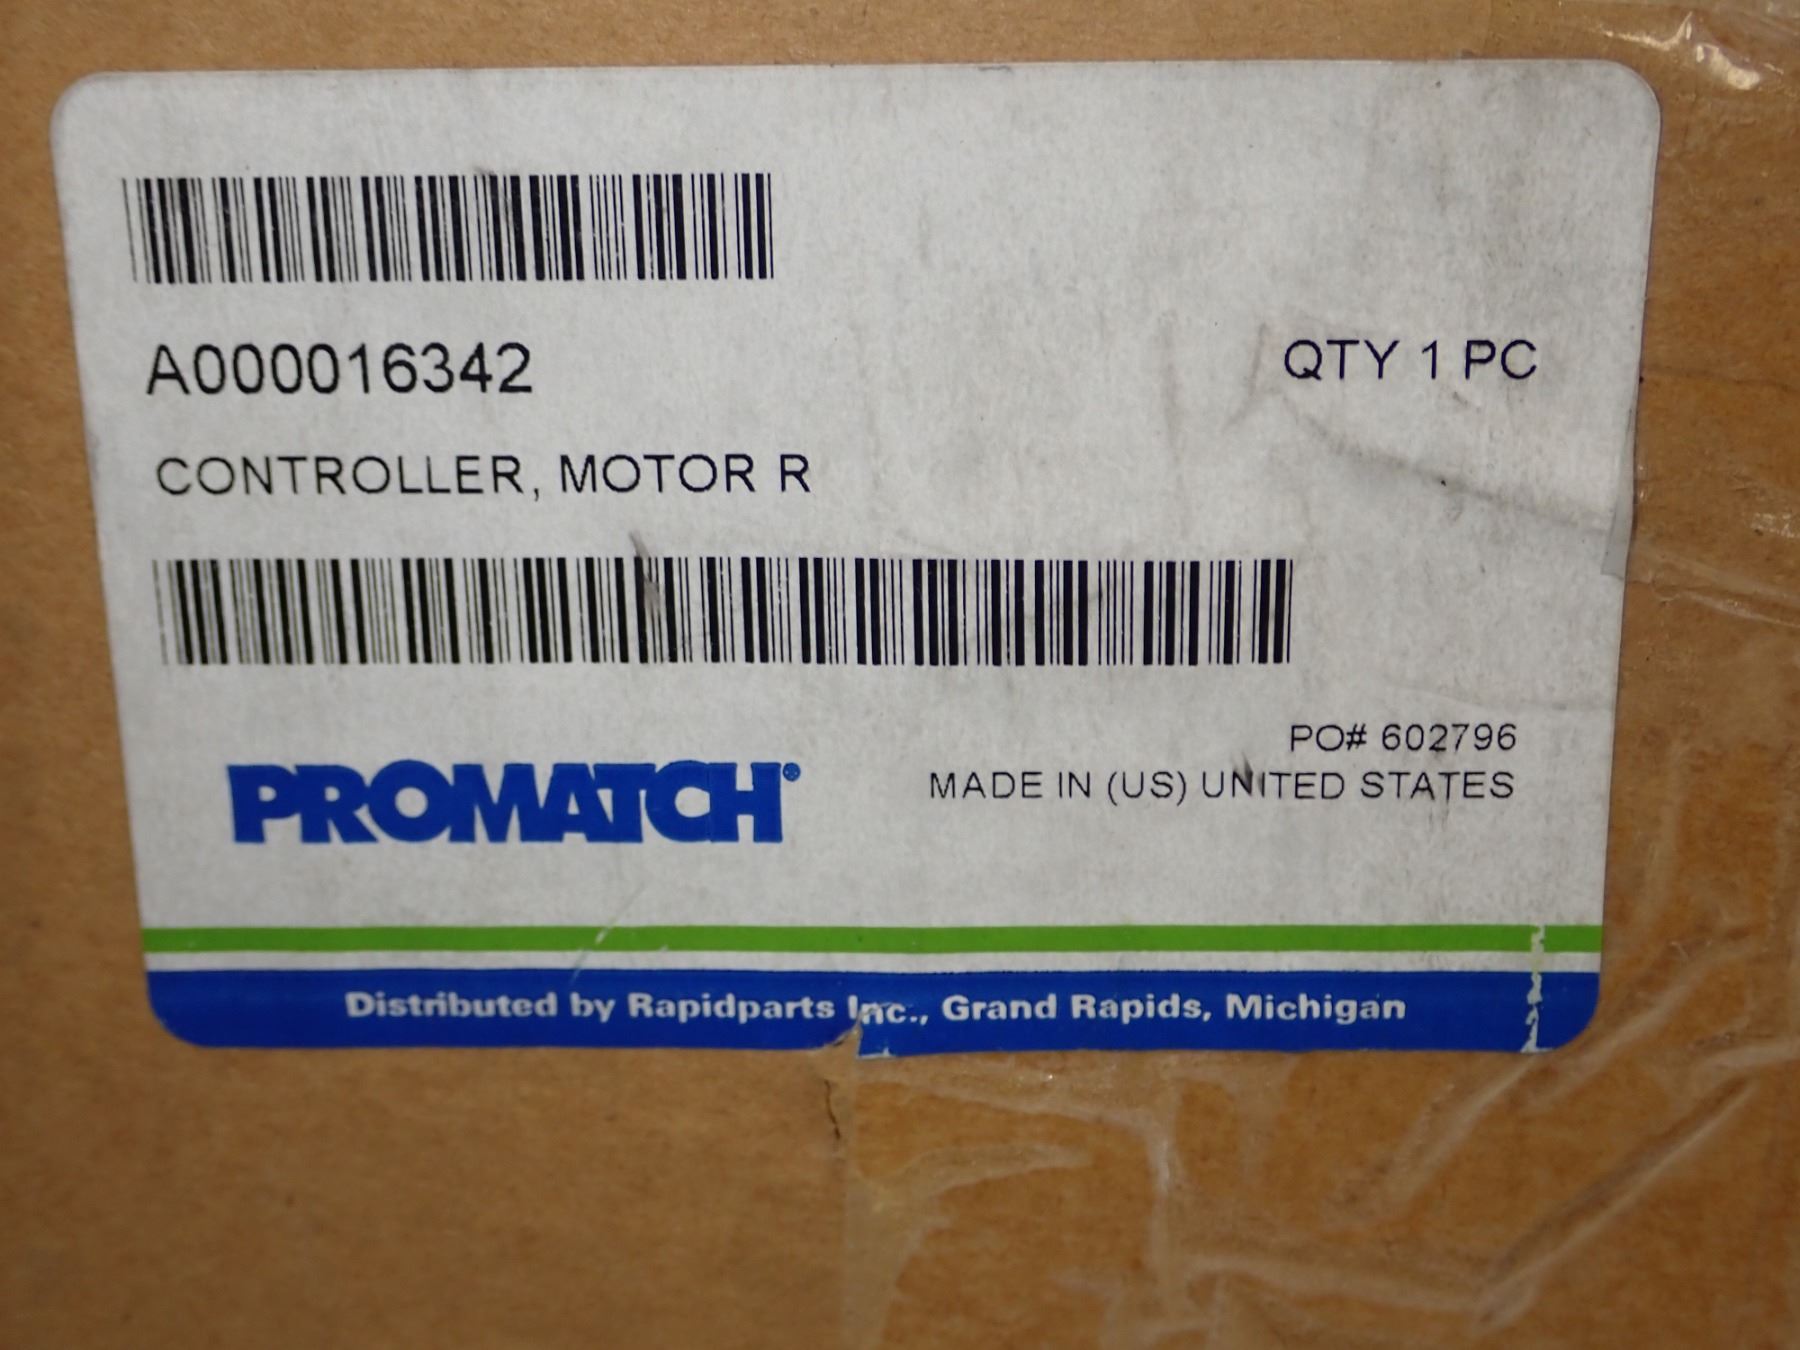 A000016342
QTY 1 PC
CONTROLLER, MOTOR R
PO# 602796
MADE IN (US) UNITED STATES
PROMATCH®
Distributed by Rapidparts Inc., Grand Rapids, Michigan